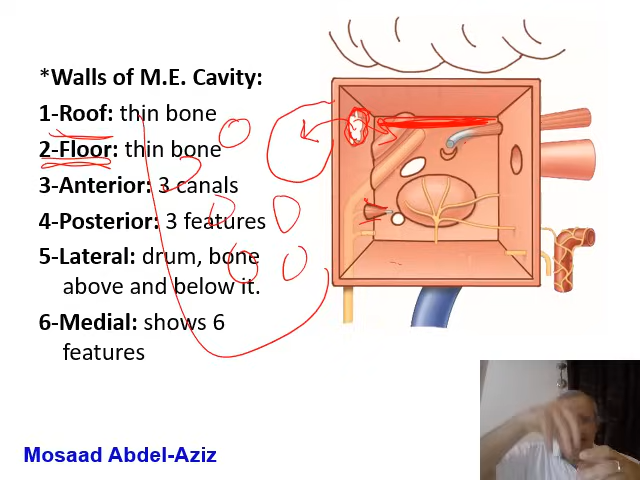 *Walls of M.E. Cavity:
1-Roof: thin bone
2-Floor: thin bone
3-Anterior: 3 canals
4-Posterior: 3 features
5-Lateral: drum, bone
above and below it.
6-Medial: shows 6
features
Mosaad Abdel-Aziz